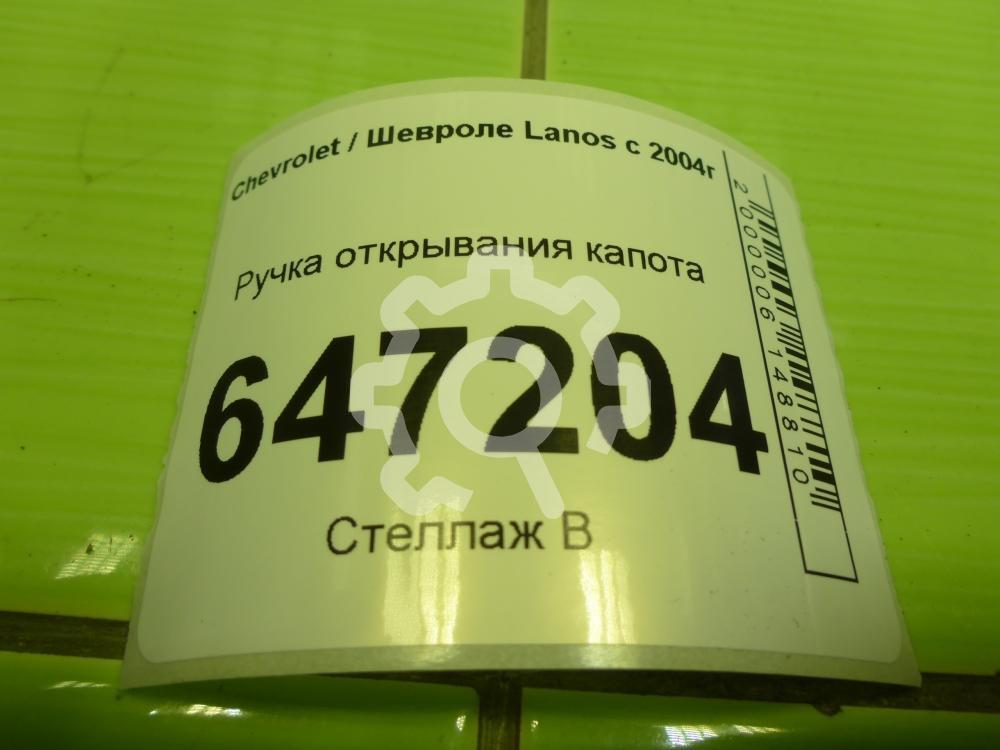 Chevrolet / Шевроле Lanos с 2004г
Ручка открывания капота
647204
Стеллаж В
2000006148810